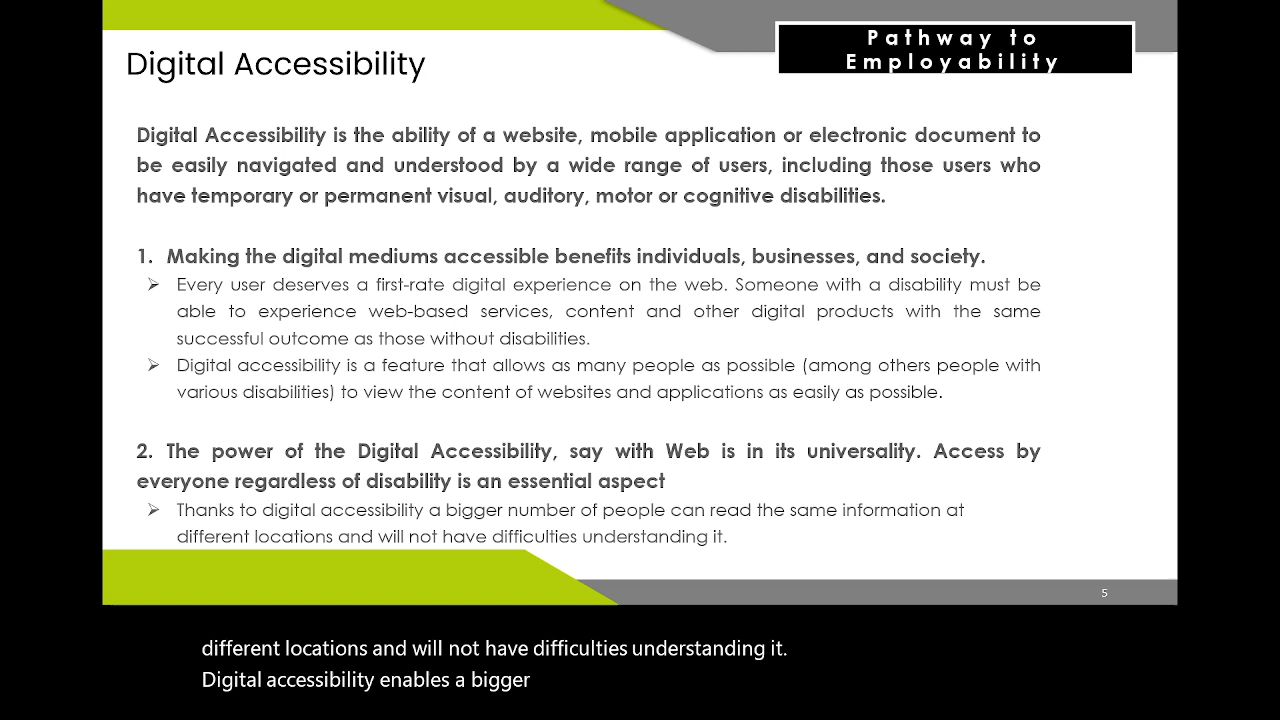 Pathway to
Employability
Digital Accessibility
Digital Accessibility is the ability of a website, mobile application or electronic document to
be easily navigated and understood by a wide range of users, including those users who
have temporary or permanent visual, auditory, motor or cognitive disabilities.
1. Making the digital mediums accessible benefits individuals, businesses, and society.
➢ Every user deserves a first-rate digital experience on the web. Someone with a disability must be
able to experience web-based services, content and other digital products with the same
successful outcome as those without disabilities.
➢ Digital accessibility is a feature that allows as many people as possible (among others people with
various disabilities) to view the content of websites and applications as easily as possible.
2. The power of the Digital Accessibility, say with Web is in its universality. Access by
everyone regardless of disability is an essential aspect
➢ Thanks to digital accessibility a bigger number of people can read the same information at
different locations and will not have difficulties understanding it.
5
different locations and will not have difficulties understanding it.
Digital accessibility enables a bigger